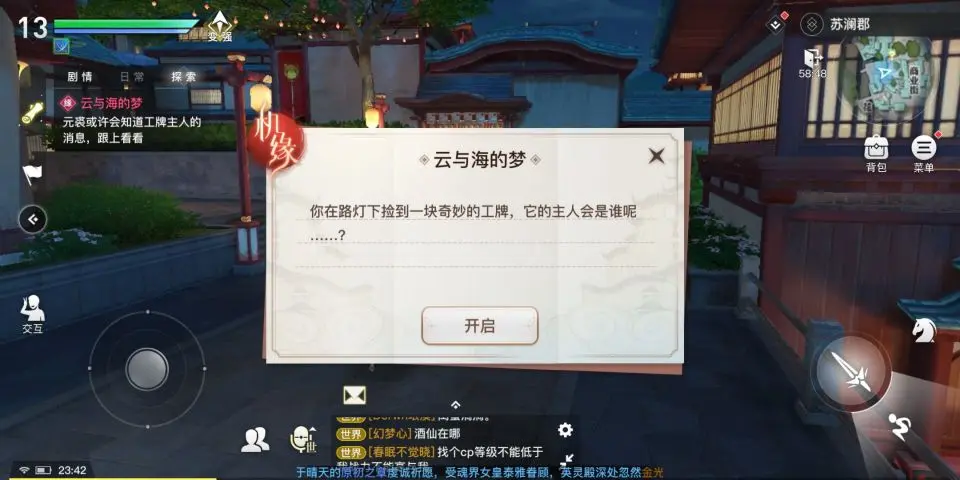 13
变强
苏澜郡
58:48
商业街
剧情 日常 探索
缘 云与海的梦
元裘或许会知道工牌主人的
消息，跟上看看
机缘
云与海的梦
你在路灯下捡到一块奇妙的工牌，它的主人会是谁呢
……？
开启
背包
菜单
交互
世界 [幻梦心] 酒仙在哪
世界 [春眠不觉晓] 找个cp等级不能低于
世
23:42
于晴天的原初之章虔诚祈愿，受魂界女皇泰雅眷顾，英灵殿深处忽然金光